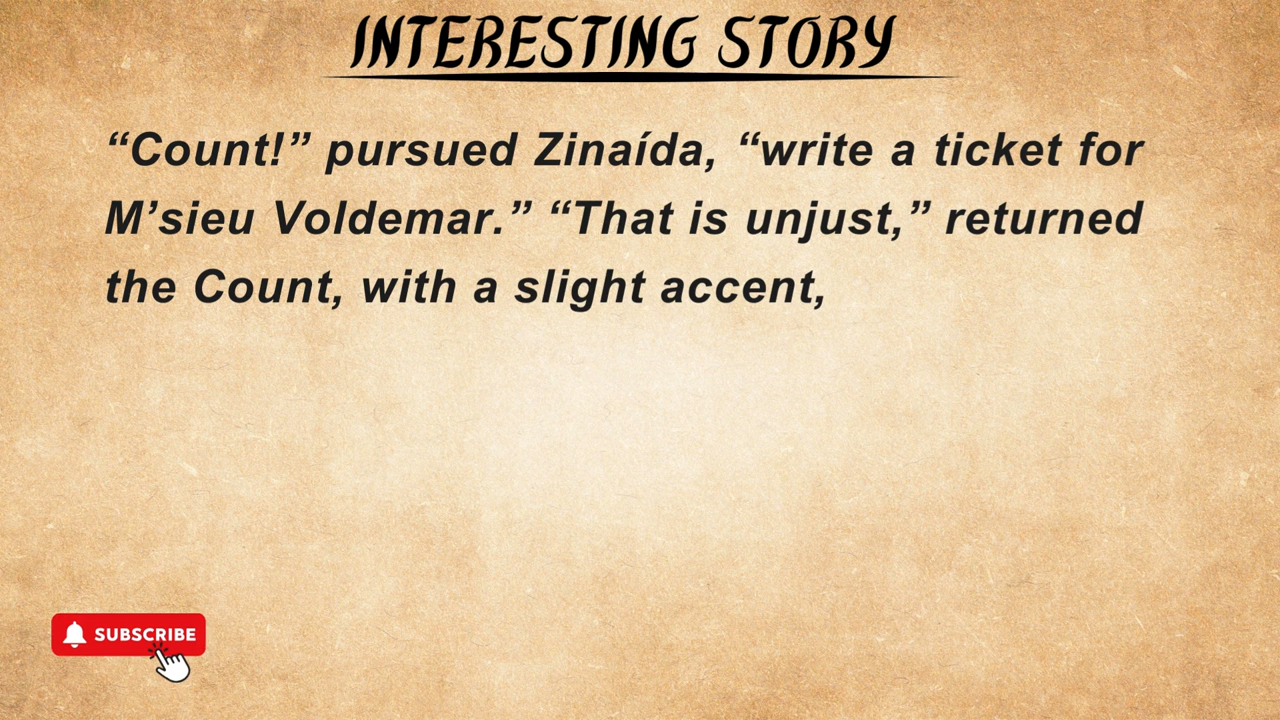 INTERESTING STORY
“Count!” pursued Zinaída, “write a ticket for
M’sieu Voldemar.” “That is unjust,” returned
the Count, with a slight accent,
SUBSCRIBE